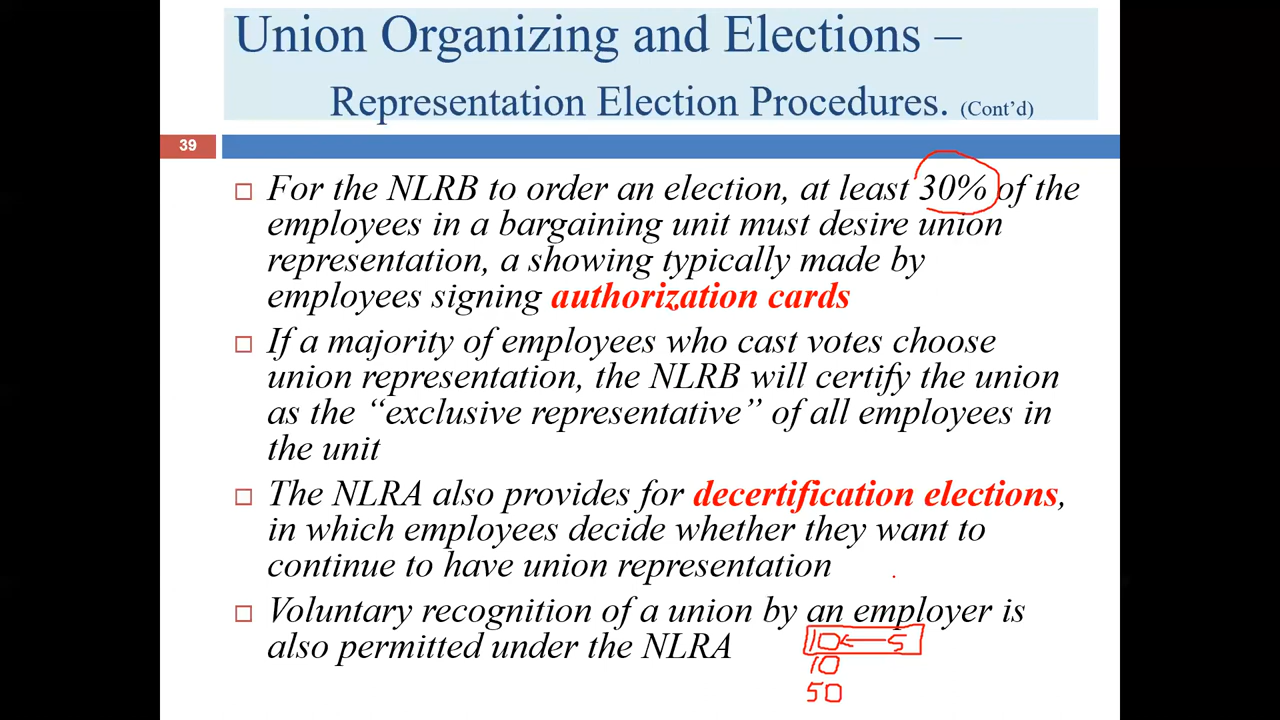 Union Organizing and Elections –
Representation Election Procedures. (Cont’d)
39
For the NLRB to order an election, at least 30% of the
employees in a bargaining unit must desire union
representation, a showing typically made by
employees signing authorization cards
If a majority of employees who cast votes choose
union representation, the NLRB will certify the union
as the “exclusive representative” of all employees in
the unit
The NLRA also provides for decertification elections,
in which employees decide whether they want to
continue to have union representation
Voluntary recognition of a union by an employer is
also permitted under the NLRA
10 ← 5
10
50